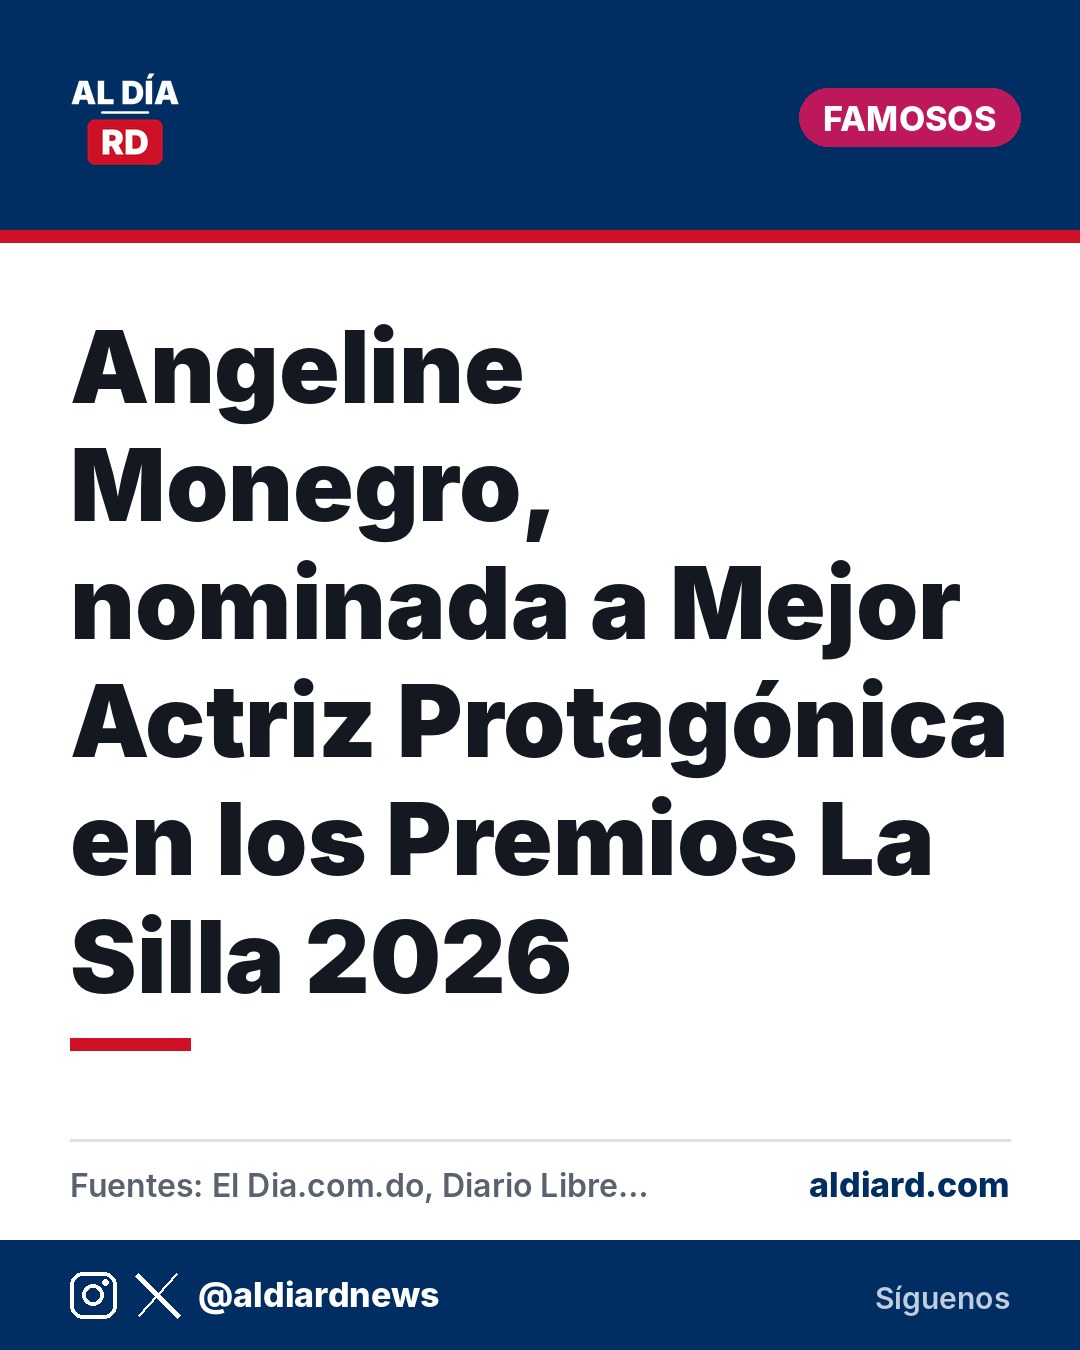 AL DÍA
RD
FAMOSOS
Angeline
Monegro,
nominada a Mejor
Actriz Protagónica
en los Premios La
Silla 2026
Fuentes: El Dia.com.do, Diario Libre...
aldiard.com
@aldiardnews
Síguenos